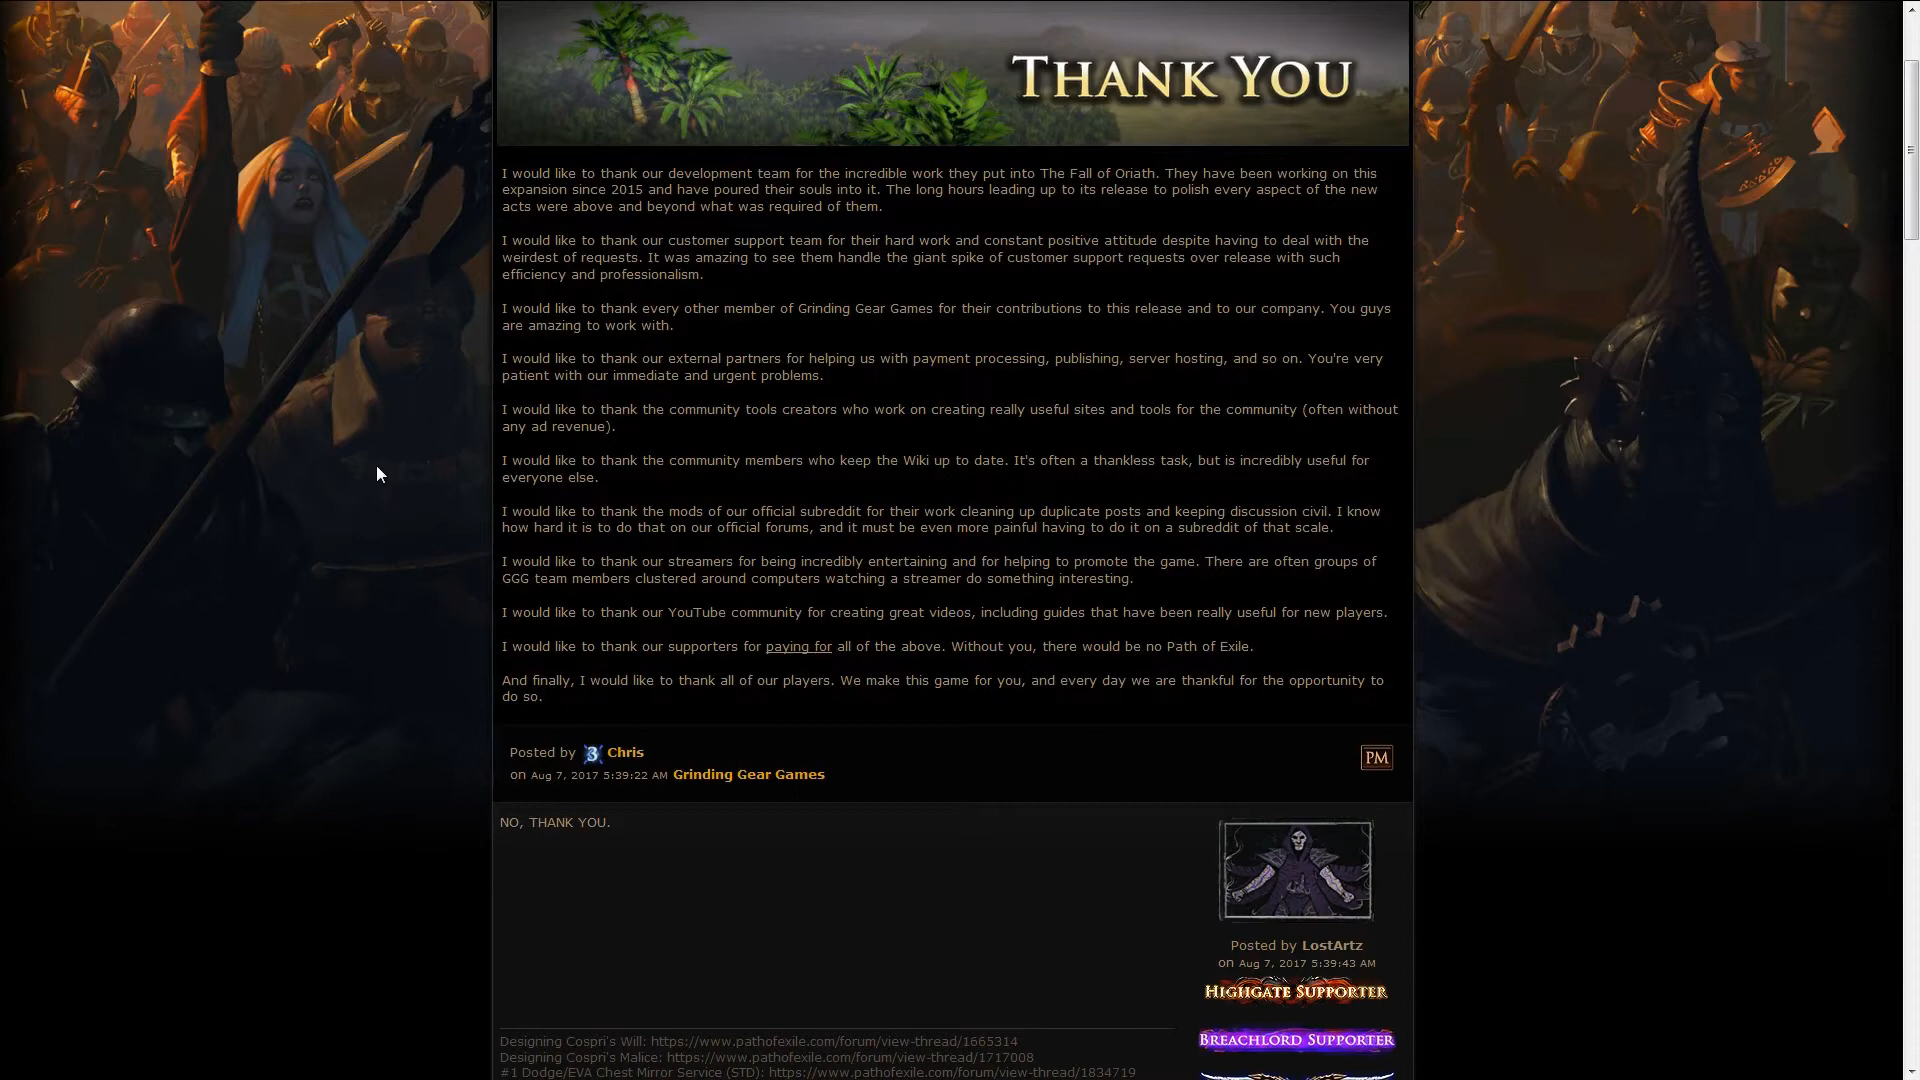 THANK YOU
I would like to thank our development team for the incredible work they put into The Fall of Oriath. They have been working on this
expansion since 2015 and have poured their souls into it. The long hours leading up to its release to polish every aspect of the new
acts were above and beyond what was required of them.
I would like to thank our customer support team for their hard work and constant positive attitude despite having to deal with the
weirdest of requests. It was amazing to see them handle the giant spike of customer support requests over release with such
efficiency and professionalism.
I would like to thank every other member of Grinding Gear Games for their contributions to this release and to our company. You guys
are amazing to work with.
I would like to thank our external partners for helping us with payment processing, publishing, server hosting, and so on. You're very
patient with our immediate and urgent problems.
I would like to thank the community tools creators who work on creating really useful sites and tools for the community (often without
any ad revenue).
I would like to thank the community members who keep the Wiki up to date. It's often a thankless task, but is incredibly useful for
everyone else.
I would like to thank the mods of our official subreddit for their work cleaning up duplicate posts and keeping discussion civil. I know
how hard it is to do that on our official forums, and it must be even more painful having to do it on a subreddit of that scale.
I would like to thank our streamers for being incredibly entertaining and for helping to promote the game. There are often groups of
GGG team members clustered around computers watching a streamer do something interesting.
I would like to thank our YouTube community for creating great videos, including guides that have been really useful for new players.
I would like to thank our supporters for paying for all of the above. Without you, there would be no Path of Exile.
And finally, I would like to thank all of our players. We make this game for you, and every day we are thankful for the opportunity to
do so.
Posted by 3 Chris
on Aug 7, 2017 5:39:22 AM Grinding Gear Games
PM
NO, THANK YOU.
Posted by LostArtz
on Aug 7, 2017 5:39:43 AM
HIGHGATE SUPPORTER
BREACHLORD SUPPORTER
Designing Cospri's Will: https://www.pathofexile.com/forum/view-thread/1665314
Designing Cospri's Malice: https://www.pathofexile.com/forum/view-thread/1717008
#1 Dodge/EVA Chest Mirror Service (STD): https://www.pathofexile.com/forum/view-thread/1834719